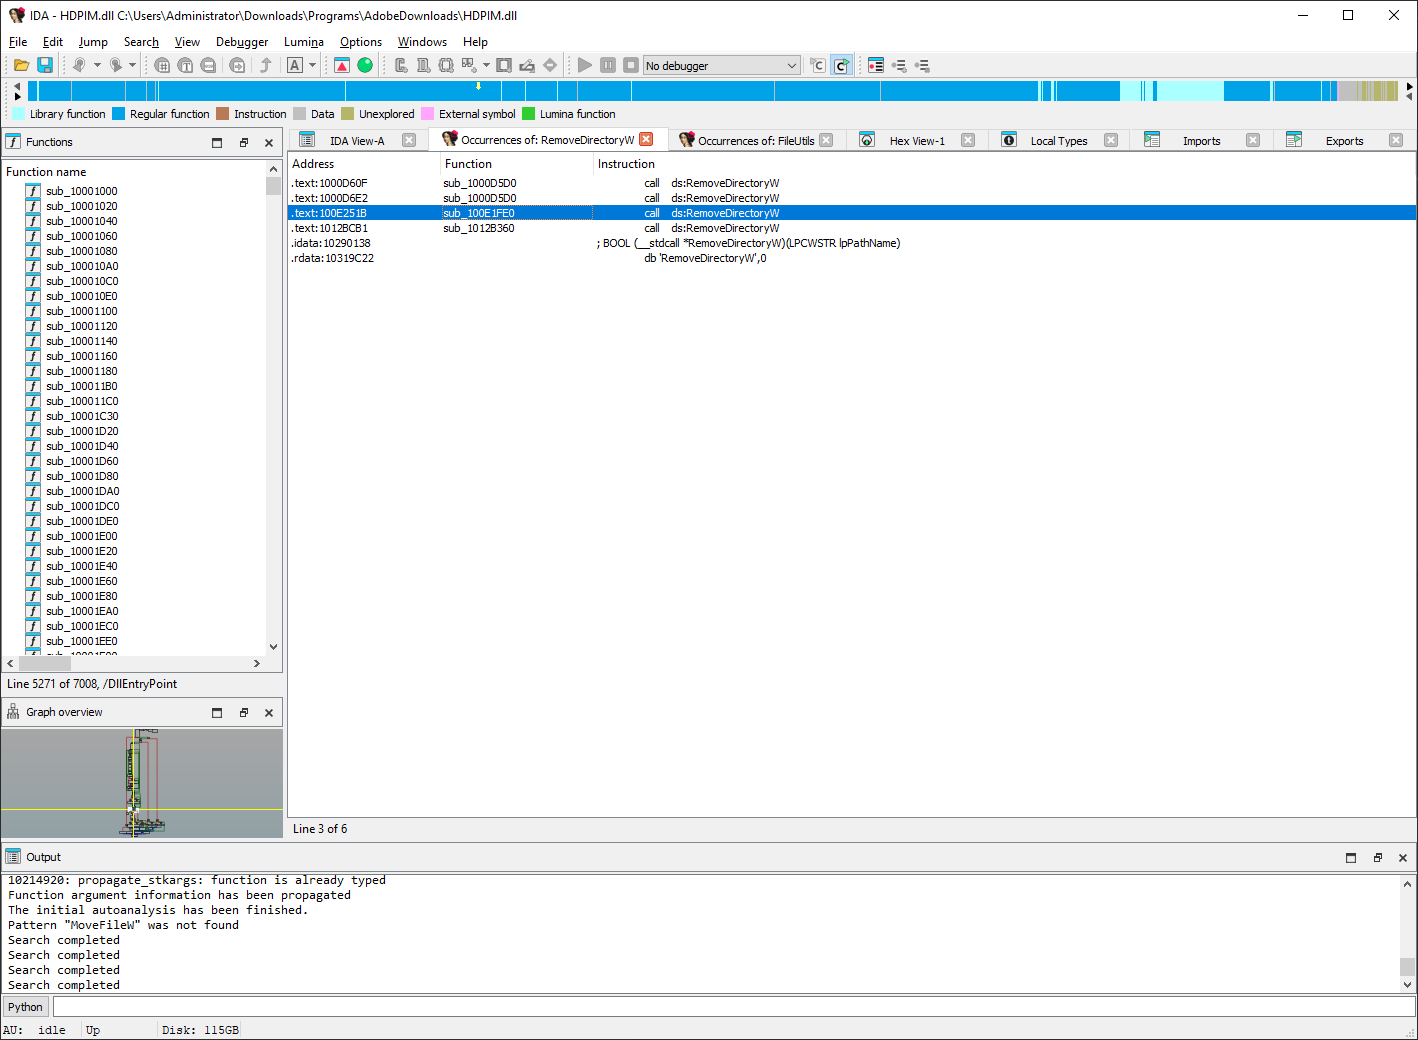 IDA - HDPIM.dll C:\Users\Administrator\Downloads\Programs\AdobeDownloads\HDPIM.dll
File Edit Jump Search View Debugger Lumina Options Windows Help
No debugger
Library function Regular function Instruction Data Unexplored External symbol Lumina function
Functions
IDA View-A
Occurrences of: RemoveDirectoryW
Occurrences of: FileUtils
Hex View-1
Local Types
Imports
Exports
Function name
sub_10001000
sub_10001020
sub_10001040
sub_10001060
sub_10001080
sub_100010A0
sub_100010C0
sub_100010E0
sub_10001100
sub_10001120
sub_10001140
sub_10001160
sub_10001180
sub_100011B0
sub_100011C0
sub_10001C30
sub_10001D20
sub_10001D40
sub_10001D60
sub_10001D80
sub_10001DA0
sub_10001DC0
sub_10001DE0
sub_10001E00
sub_10001E20
sub_10001E40
sub_10001E60
sub_10001E80
sub_10001EA0
sub_10001EC0
sub_10001EE0
Line 5271 of 7008, /DllEntryPoint
Graph overview
Address Function Instruction
.text:1000D60F sub_1000D5D0 call ds:RemoveDirectoryW
.text:1000D6E2 sub_1000D5D0 call ds:RemoveDirectoryW
.text:100E251B sub_100E1FE0 call ds:RemoveDirectoryW
.text:1012BCB1 sub_1012B360 call ds:RemoveDirectoryW
.idata:10290138 ; BOOL (__stdcall *RemoveDirectoryW)(LPCWSTR lpPathName)
.rdata:10319C22 db 'RemoveDirectoryW',0
Line 3 of 6
Output
10214920: propagate_stkargs: function is already typed
Function argument information has been propagated
The initial autoanalysis has been finished.
Pattern "MoveFileW" was not found
Search completed
Search completed
Search completed
Search completed
Python
AU: idle Up Disk: 115GB